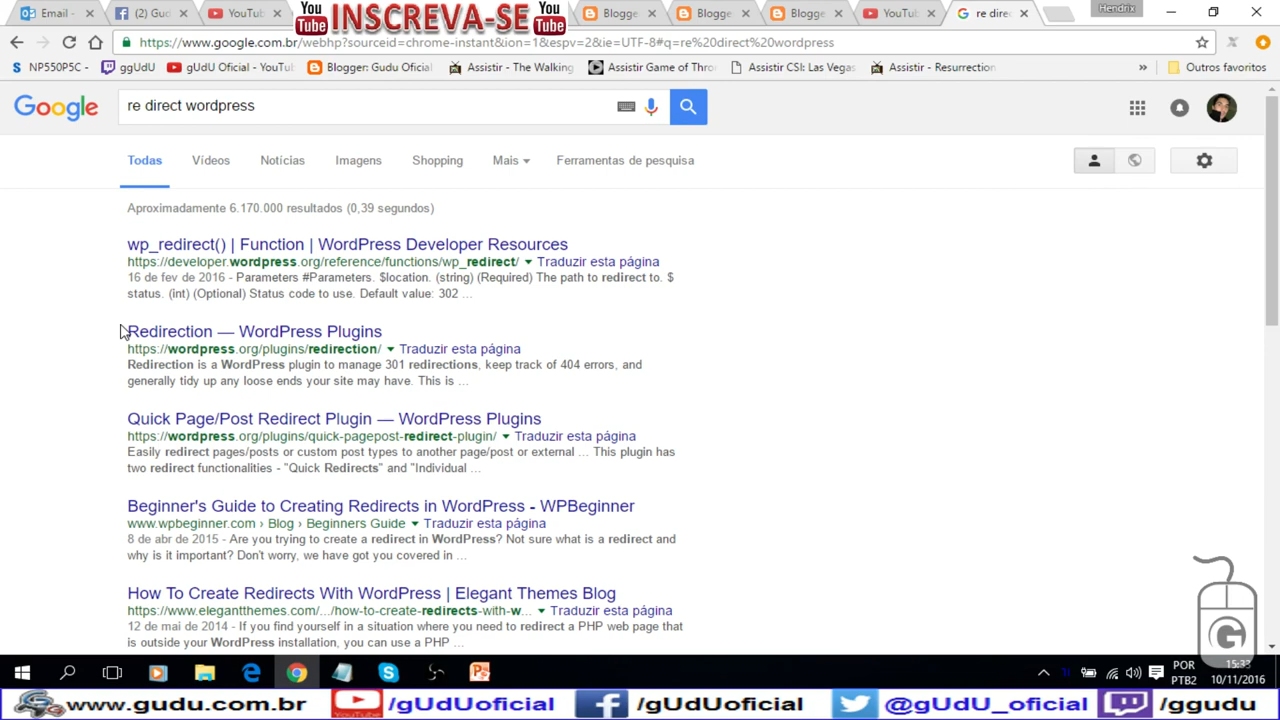 Email -
(2) Gud
YouTub
You Tube INSCREVA-SE You Tube
Blogge
Blogge
Blogge
YouTub
re direc
Hendrix
https://www.google.com.br/webhp?sourceid=chrome-instant&ion=1&espv=2&ie=UTF-8#q=re%20direct%20wordpress
NP550P5C-
ggUdU
gUdU Oficial - YouTub
Blogger: Gudu Oficial
Assistir - The Walking
Assistir Game of Thro
Assistir CSI: Las Vegas
Assistir - Resurrection
»
Outros favoritos
Google
re direct wordpress
Todas
Vídeos
Notícias
Imagens
Shopping
Mais
Ferramentas de pesquisa
Aproximadamente 6.170.000 resultados (0,39 segundos)
wp_redirect() | Function | WordPress Developer Resources
https://developer.wordpress.org/reference/functions/wp_redirect/ Traduzir esta página
16 de fev de 2016 - Parameters #Parameters. $location. (string) (Required) The path to redirect to. $
status. (int) (Optional) Status code to use. Default value: 302 ...
Redirection — WordPress Plugins
https://wordpress.org/plugins/redirection/ Traduzir esta página
Redirection is a WordPress plugin to manage 301 redirections, keep track of 404 errors, and
generally tidy up any loose ends your site may have. This is ...
Quick Page/Post Redirect Plugin — WordPress Plugins
https://wordpress.org/plugins/quick-pagepost-redirect-plugin/ Traduzir esta página
Easily redirect pages/posts or custom post types to another page/post or external ... This plugin has
two redirect functionalities - "Quick Redirects" and "Individual ...
Beginner's Guide to Creating Redirects in WordPress - WPBeginner
www.wpbeginner.com › Blog › Beginners Guide Traduzir esta página
8 de abr de 2015 - Are you trying to create a redirect in WordPress? Not sure what is a redirect and
why is it important? Don't worry, we have got you covered in ...
How To Create Redirects With WordPress | Elegant Themes Blog
https://www.elegantthemes.com/.../how-to-create-redirects-with-w... Traduzir esta página
12 de mai de 2014 - If you find yourself in a situation where you need to redirect a PHP web page that
is outside your WordPress installation, you can use a PHP ...
G
POR
PTB2
15:33
10/11/2016
www.gudu.com.br
YouTube
/gUdUoficial
/gUdUoficial
@gUdU_oficial
/ggudu